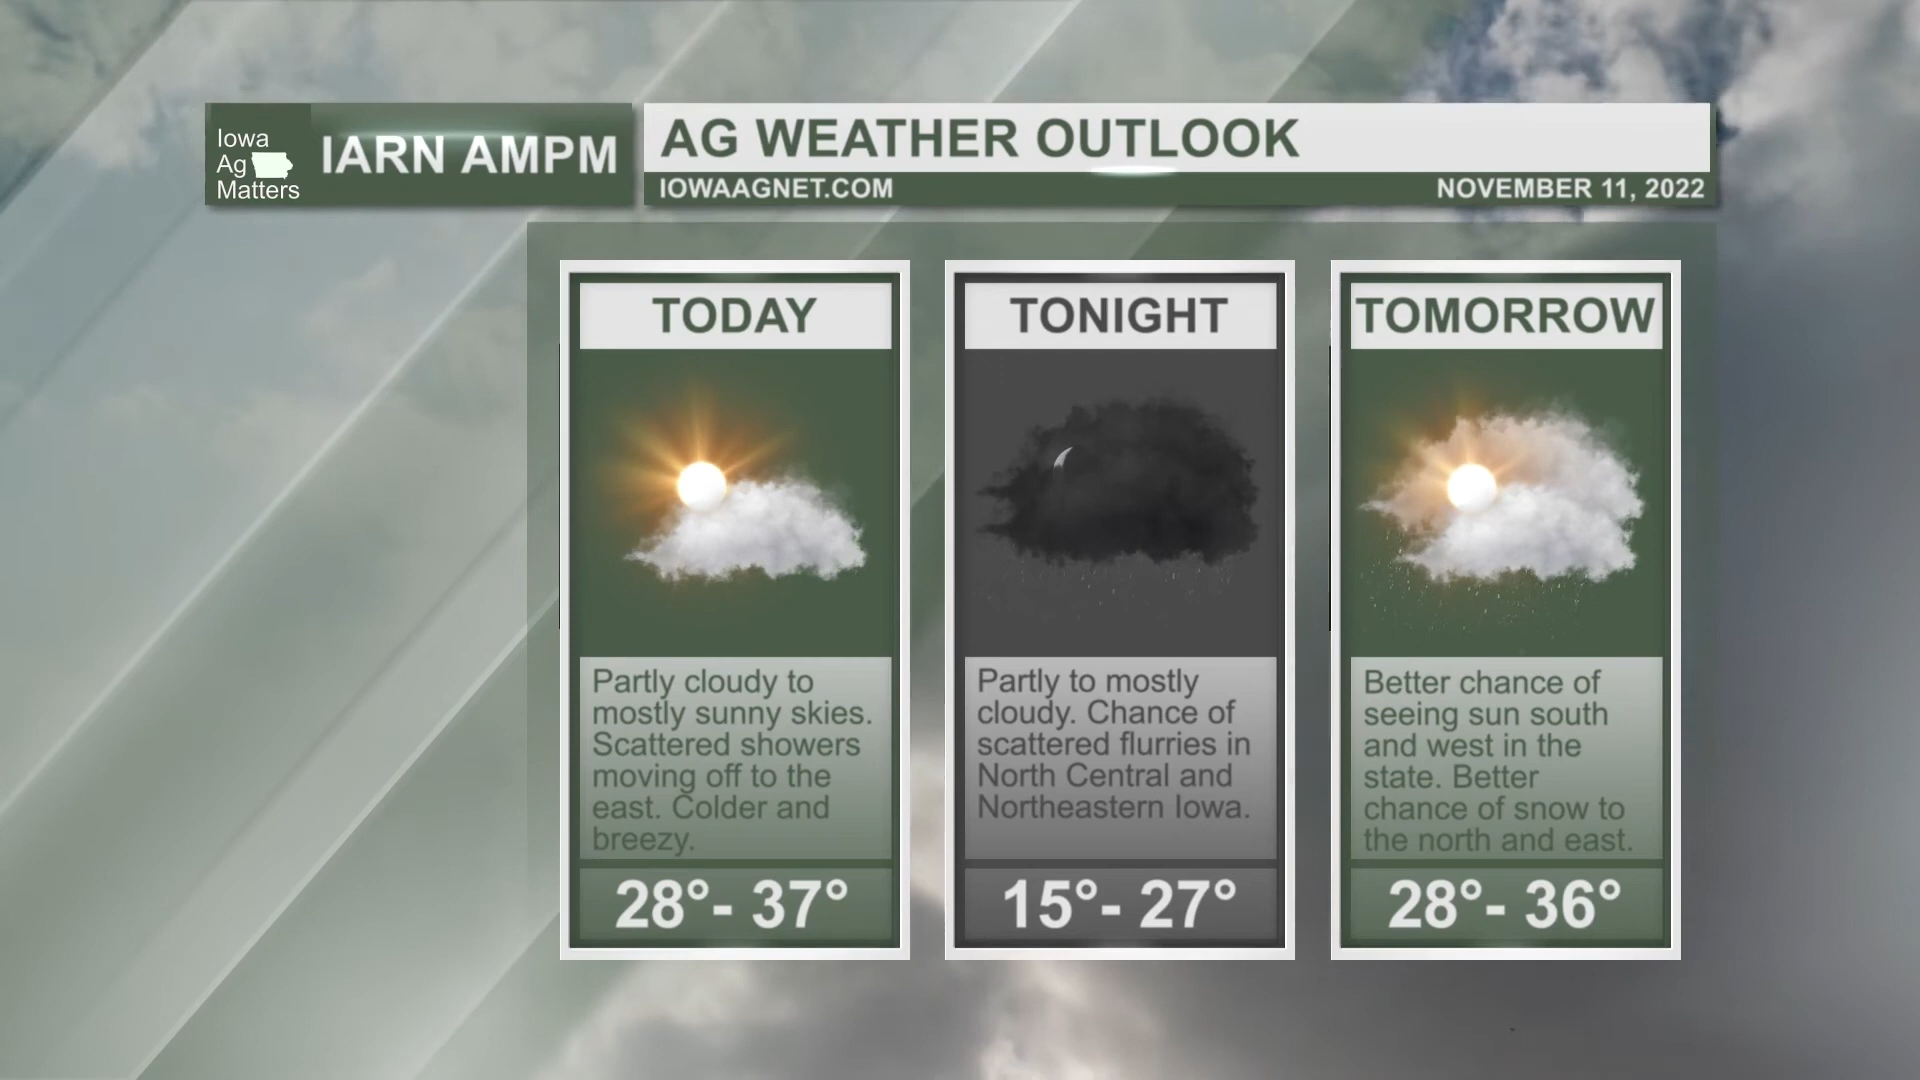 Iowa
Ag
Matters
IARN AMPM
AG WEATHER OUTLOOK
IOWAAGNET.COM
NOVEMBER 11, 2022
TODAY
Partly cloudy to
mostly sunny skies.
Scattered showers
moving off to the
east. Colder and
breezy.
28°- 37°
TONIGHT
Partly to mostly
cloudy. Chance of
scattered flurries in
North Central and
Northeastern Iowa.
15°- 27°
TOMORROW
Better chance of
seeing sun south
and west in the
state. Better
chance of snow to
the north and east.
28°- 36°